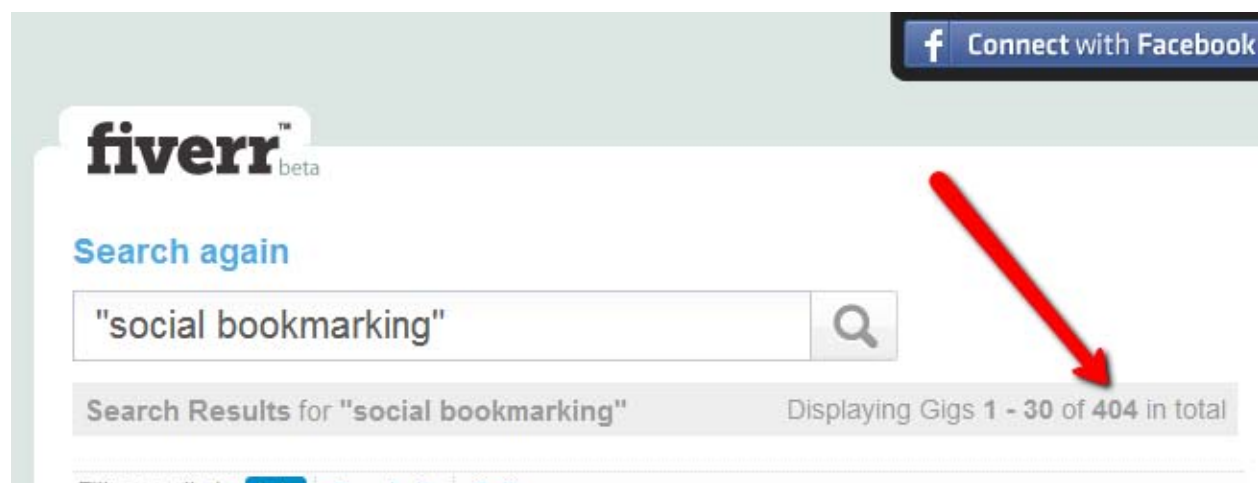 f Connect with Facebook
fiverr™ beta
Search again
"social bookmarking"
Search Results for "social bookmarking" Displaying Gigs 1 - 30 of 404 in total